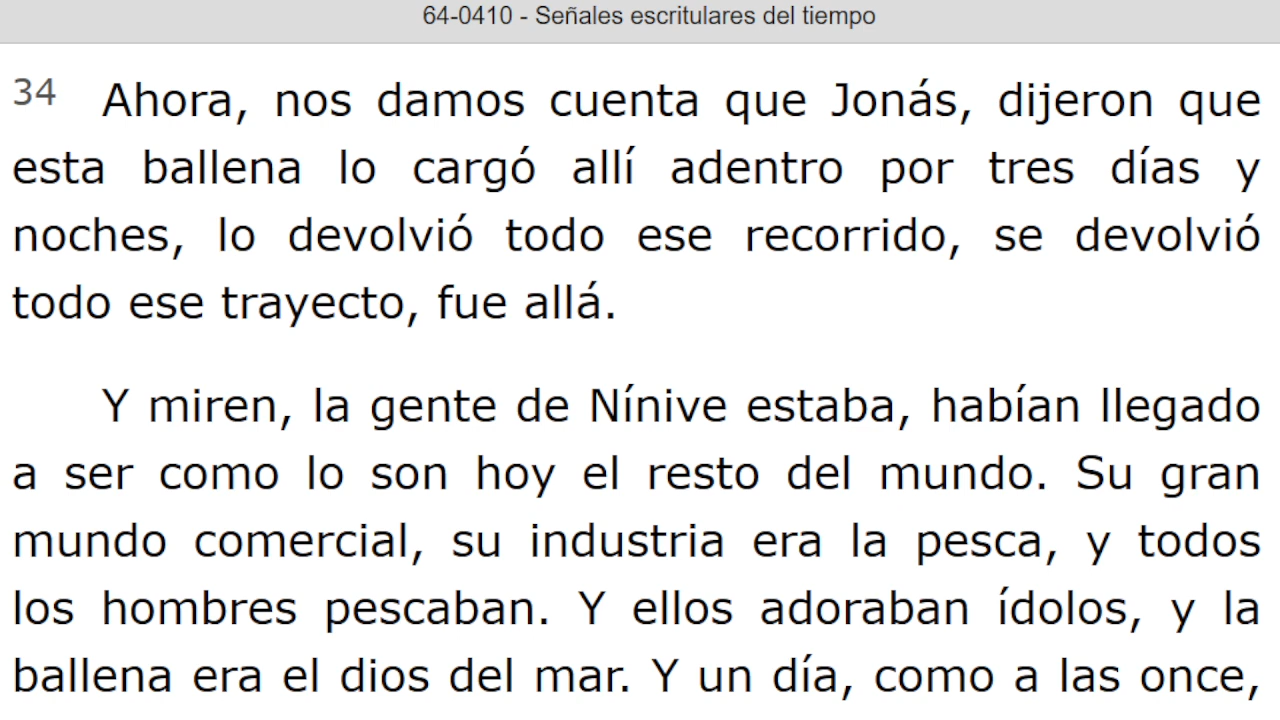 64-0410 - Señales escritulares del tiempo
34 Ahora, nos damos cuenta que Jonás, dijeron que
esta ballena lo cargó allí adentro por tres días y
noches, lo devolvió todo ese recorrido, se devolvió
todo ese trayecto, fue allá.
Y miren, la gente de Nínive estaba, habían llegado
a ser como lo son hoy el resto del mundo. Su gran
mundo comercial, su industria era la pesca, y todos
los hombres pescaban. Y ellos adoraban ídolos, y la
ballena era el dios del mar. Y un día, como a las once,